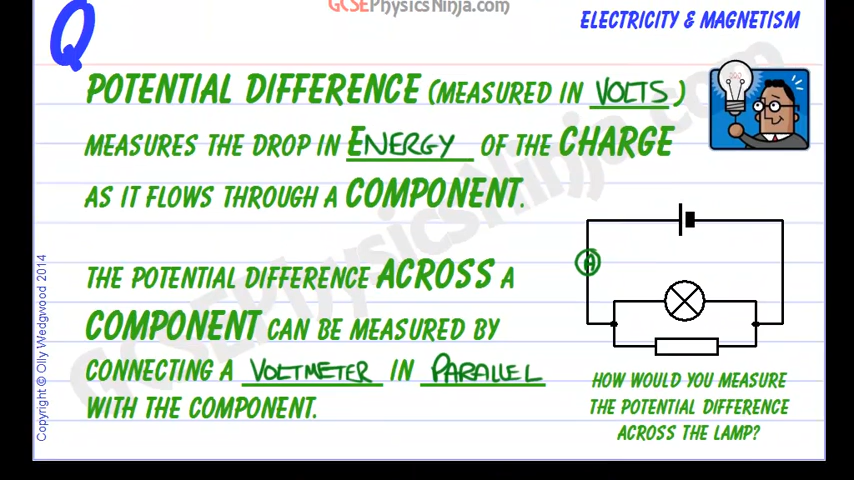 GCSEPhysicsNinja.com
Q
ELECTRICITY & MAGNETISM
POTENTIAL DIFFERENCE (MEASURED IN VOLTS)
MEASURES THE DROP IN ENERGY OF THE CHARGE
AS IT FLOWS THROUGH A COMPONENT.
THE POTENTIAL DIFFERENCE ACROSS A
COMPONENT CAN BE MEASURED BY
CONNECTING A VOLTMETER IN PARALLEL
WITH THE COMPONENT.
A
HOW WOULD YOU MEASURE
THE POTENTIAL DIFFERENCE
ACROSS THE LAMP?
Copyright © Olly Wedgwood 2014
GCSEPhysicsNinja.com